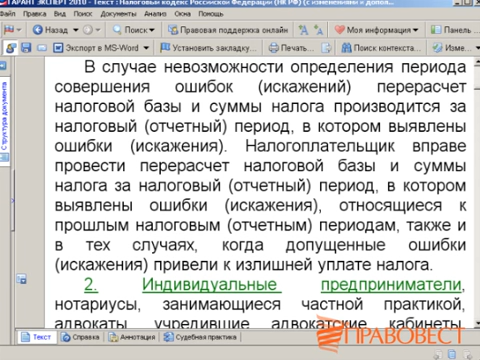 ГАРАНТ ЭКСПЕРТ 2010 - Текст : Налоговый кодекс Российской Федерации (НК РФ) (с изменениями и допол...
Файл Правка Вид Поиск Документы Анализ Окна Помощь
Назад Поиск Правовая поддержка онлайн Моя информация Панель ...
Экспорт в MS-Word Установить закладку... Печать Поиск контекста... Изме...
Структура документа
В случае невозможности определения периода
совершения ошибок (искажений) перерасчет
налоговой базы и суммы налога производится за
налоговый (отчетный) период, в котором выявлены
ошибки (искажения). Налогоплательщик вправе
провести перерасчет налоговой базы и суммы
налога за налоговый (отчетный) период, в котором
выявлены ошибки (искажения), относящиеся к
прошлым налоговым (отчетным) периодам, также и
в тех случаях, когда допущенные ошибки
(искажения) привели к излишней уплате налога.
2. Индивидуальные предприниматели,
нотариусы, занимающиеся частной практикой,
адвокаты, учредившие адвокатские кабинеты,
ПРАВОВЕСТ
Текст Справка Аннотация Судебная практика